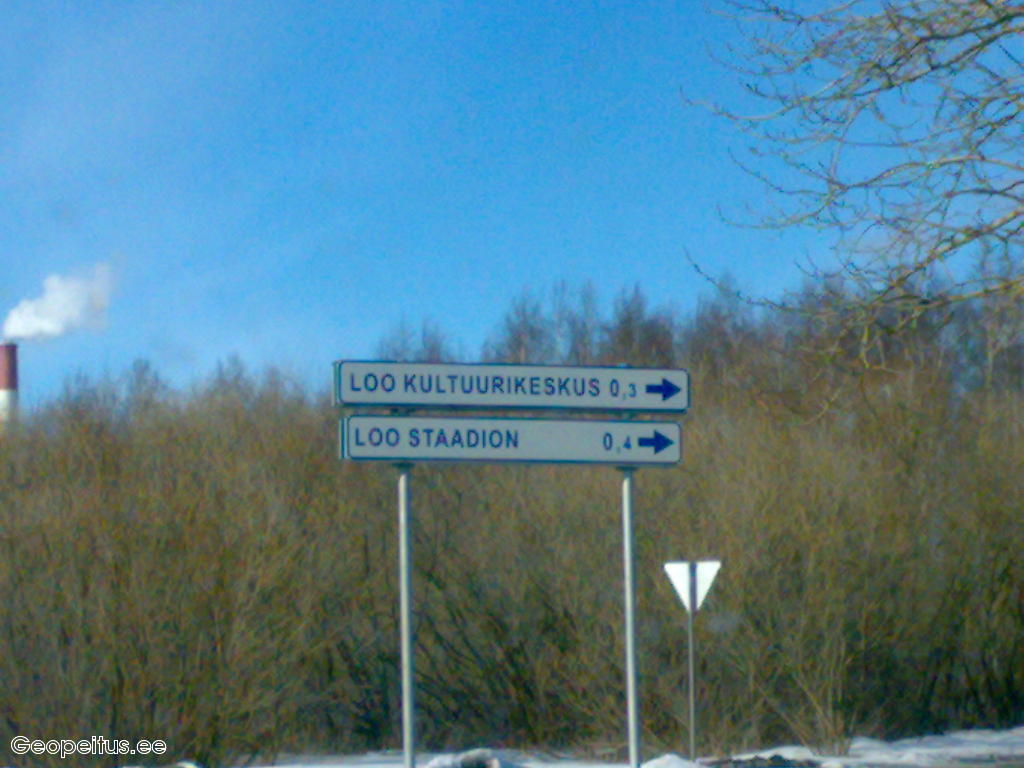 LOO KULTUURIKESKUS 0,3
LOO STAADION 0,4
Geopeitus.ee